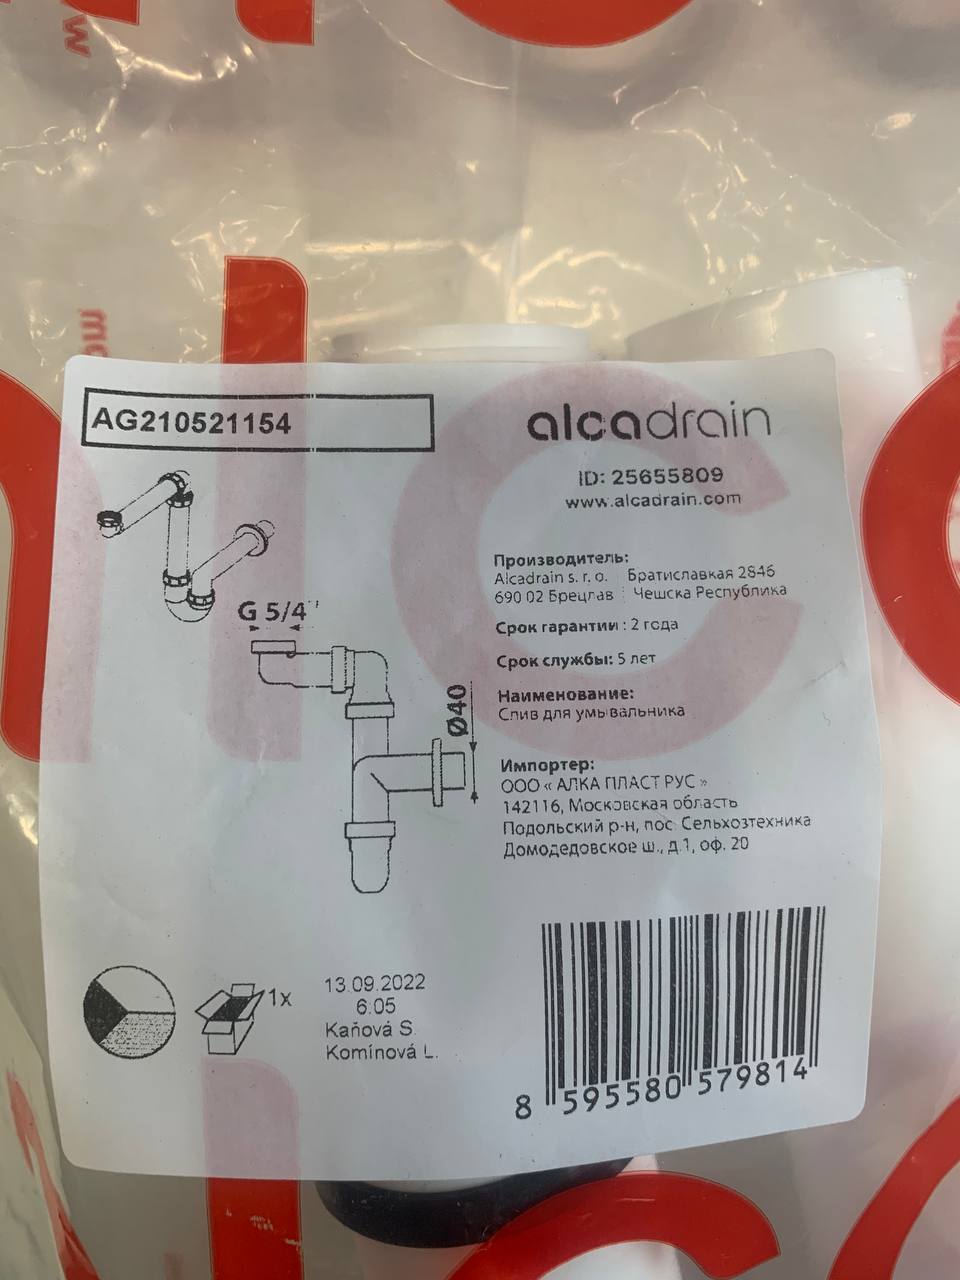 AG210521154
alcadrain
ID: 25655809
www.alcadrain.com
Производитель:
Alcadrain s. r. o. Братиславкая 2846
690 02 Брецлав Чешска Республика
Срок гарантии : 2 года
Срок службы: 5 лет
Наименование:
Слив для умывальника
Импортер:
ООО « АЛКА ПЛАСТ РУС »
142116, Московская область
Подольский р-н, пос. Сельхозтехника
Домодедовское ш., д.1, оф. 20
G 5/4"
Ø40
1x
13.09.2022
6.05
Kaňová S.
Komínová L.
8 595580 579814